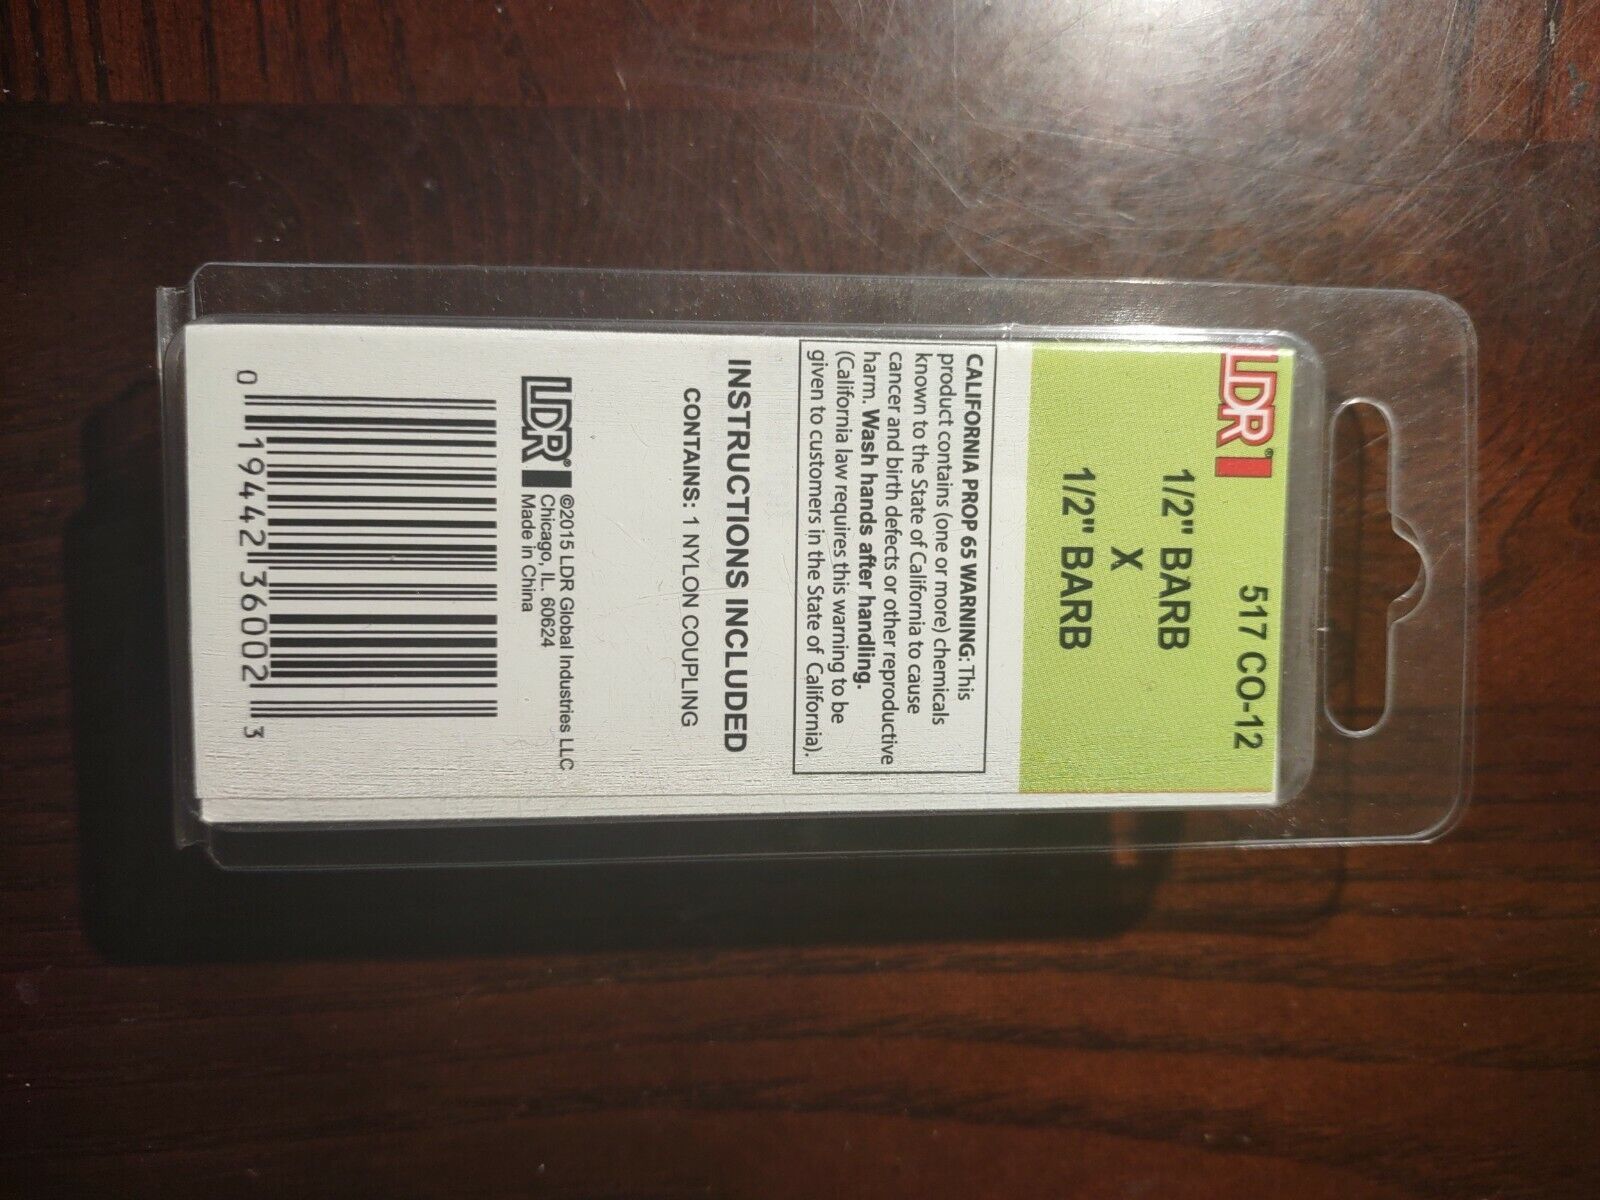 LDR®
517 CO-12
1/2" BARB
X
1/2" BARB
CALIFORNIA PROP 65 WARNING: This
product contains (one or more) chemicals
known to the State of California to cause
cancer and birth defects or other reproductive
harm. Wash hands after handling.
(California law requires this warning to be
given to customers in the State of California).
INSTRUCTIONS INCLUDED
CONTAINS: 1 NYLON COUPLING
LDR®
©2015 LDR Global Industries LLC
Chicago, IL. 60624
Made in China
0 19442 36002 3